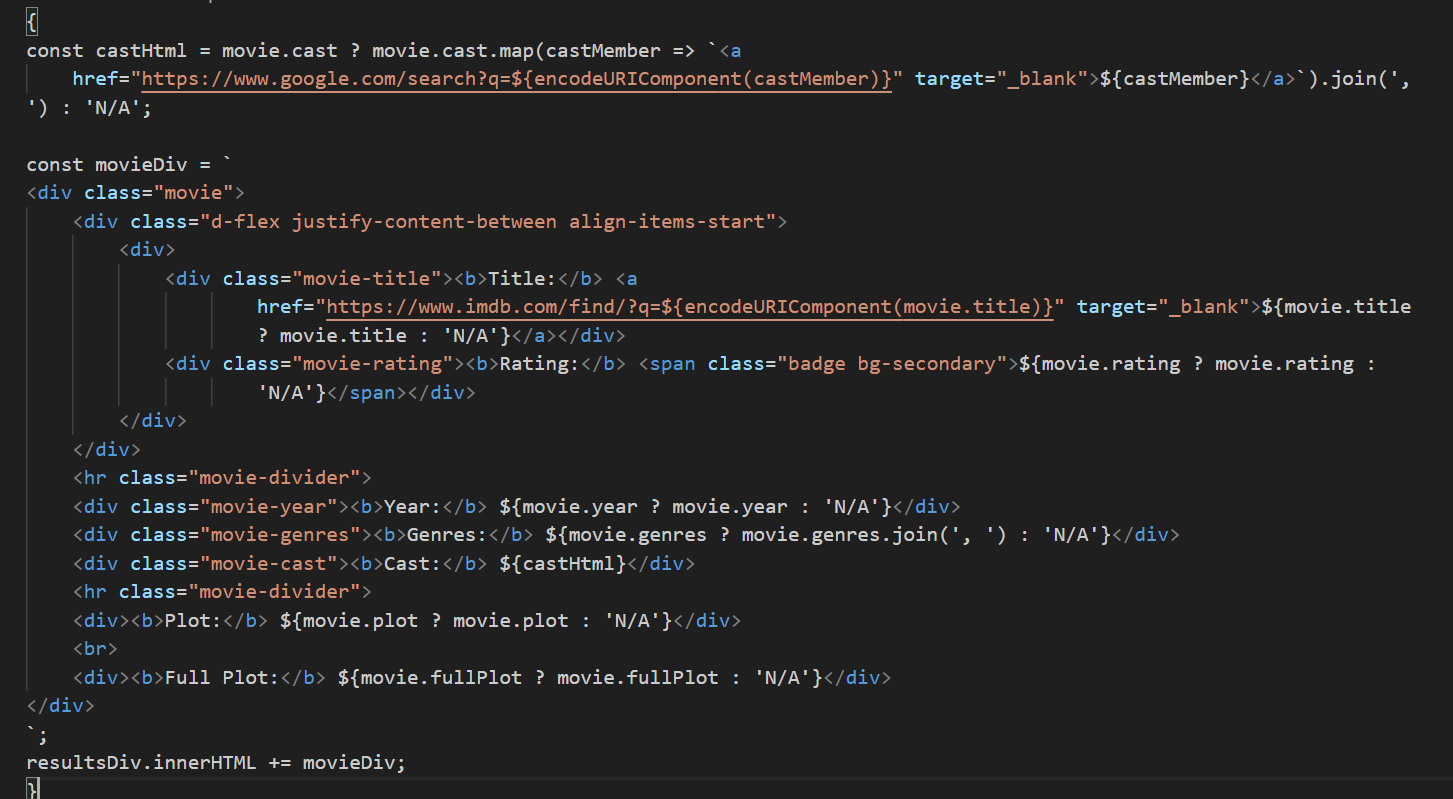 {
const castHtml = movie.cast ? movie.cast.map(castMember => `<a
href="https://www.google.com/search?q=${encodeURIComponent(castMember)}" target="_blank">${castMember}</a>`).join(',
') : 'N/A';
const movieDiv = `
<div class="movie">
<div class="d-flex justify-content-between align-items-start">
<div>
<div class="movie-title"><b>Title:</b> <a
href="https://www.imdb.com/find/?q=${encodeURIComponent(movie.title)}" target="_blank">${movie.title
? movie.title : 'N/A'}</a></div>
<div class="movie-rating"><b>Rating:</b> <span class="badge bg-secondary">${movie.rating ? movie.rating :
'N/A'}</span></div>
</div>
</div>
<hr class="movie-divider">
<div class="movie-year"><b>Year:</b> ${movie.year ? movie.year : 'N/A'}</div>
<div class="movie-genres"><b>Genres:</b> ${movie.genres ? movie.genres.join(', ') : 'N/A'}</div>
<div class="movie-cast"><b>Cast:</b> ${castHtml}</div>
<hr class="movie-divider">
<div><b>Plot:</b> ${movie.plot ? movie.plot : 'N/A'}</div>
<br>
<div><b>Full Plot:</b> ${movie.fullPlot ? movie.fullPlot : 'N/A'}</div>
</div>
`;
resultsDiv.innerHTML += movieDiv;
}